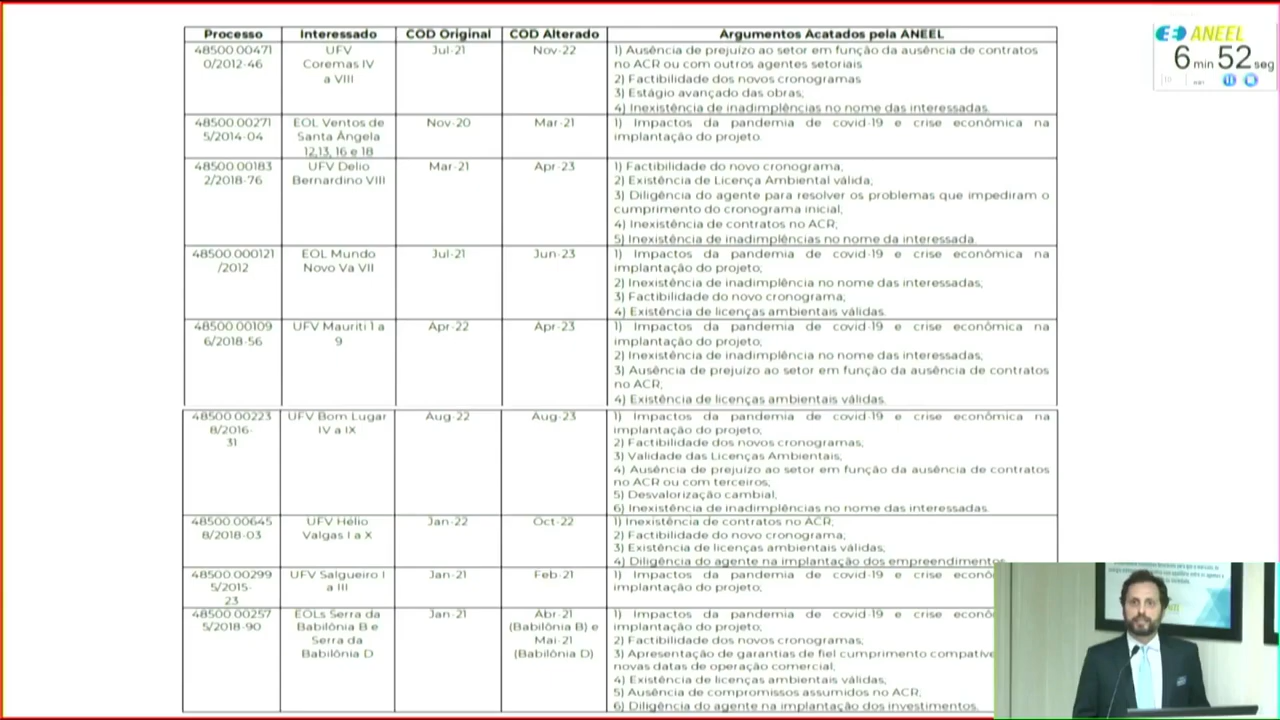 Processo Interessado COD Original COD Alterado Argumentos Acatados pela ANEEL
48500.00471
0/2012-46
UFV
Coremas IV
a VIII
Jul-21
Nov-22
1) Ausência de prejuízo ao setor em função da ausência de contratos
no ACR ou com outros agentes setoriais
2) Factibilidade dos novos cronogramas
3) Estágio avançado das obras;
4) Inexistência de inadimplências no nome das interessadas.
48500.00271
5/2014-04
EOL Ventos de
Santa Ângela
12,13, 16 e 18
Nov-20
Mar-21
1) Impactos da pandemia de covid-19 e crise econômica na
implantação do projeto.
48500.00183
2/2018-76
UFV Delio
Bernardino VIII
Mar-21
Apr-23
1) Factibilidade do novo cronograma;
2) Existência de Licença Ambiental válida;
3) Diligência do agente para resolver os problemas que impediram o
cumprimento do cronograma inicial;
4) Inexistência de contratos no ACR;
5) Inexistência de inadimplências no nome da interessada.
48500.000121
/2012
EOL Mundo
Novo Va VII
Jul-21
Jun-23
1) Impactos da pandemia de covid-19 e crise econômica na
implantação do projeto;
2) Inexistência de inadimplência no nome das interessadas;
3) Factibilidade do novo cronograma;
4) Existência de licenças ambientais válidas.
48500.00109
6/2018-56
UFV Mauriti 1 a
9
Apr-22
Apr-23
1) Impactos da pandemia de covid-19 e crise econômica na
implantação do projeto;
2) Inexistência de inadimplência no nome das interessadas;
3) Ausência de prejuízo ao setor em função da ausência de contratos
no ACR;
4) Existência de licenças ambientais válidas.
48500.00223
8/2016-
31
UFV Bom Lugar
IV a IX
Aug-22
Aug-23
1) Impactos da pandemia de covid-19 e crise econômica na
implantação do projeto;
2) Factibilidade dos novos cronogramas;
3) Validade das Licenças Ambientais;
4) Ausência de prejuízo ao setor em função da ausência de contratos
no ACR ou com terceiros;
5) Desvalorização cambial;
6) Inexistência de inadimplências no nome das interessadas.
48500.00645
8/2018-03
UFV Hélio
Valgas I a X
Jan-22
Oct-22
1) Inexistência de contratos no ACR;
2) Factibilidade do novo cronograma;
3) Existência de licenças ambientais válidas;
4) Diligência do agente na implantação dos empreendimentos
48500.00299
5/2015-
23
UFV Salgueiro I
a III
Jan-21
Feb-21
1) Impactos da pandemia de covid-19 e crise
implantação do projeto;
48500.00257
5/2018-90
EOLs Serra da
Babilônia B e
Serra da
Babilônia D
Jan-21
Abr-21
(Babilônia B) e
Mai-21
(Babilônia D)
1) Impactos da pandemia de covid-19 e crise
implantação do projeto;
2) Factibilidade dos novos cronogramas;
3) Apresentação de garantias de fiel cumprimento
novas datas de operação comercial;
4) Existência de licenças ambientais válidas;
5) Ausência de compromissos assumidos no ACR;
6) Diligência do agente na implantação dos investimentos.
ANEEL
6 min 52 seg